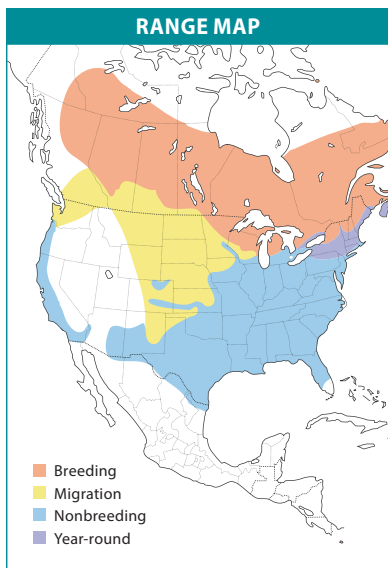 RANGE MAP
Breeding
Migration
Nonbreeding
Year-round